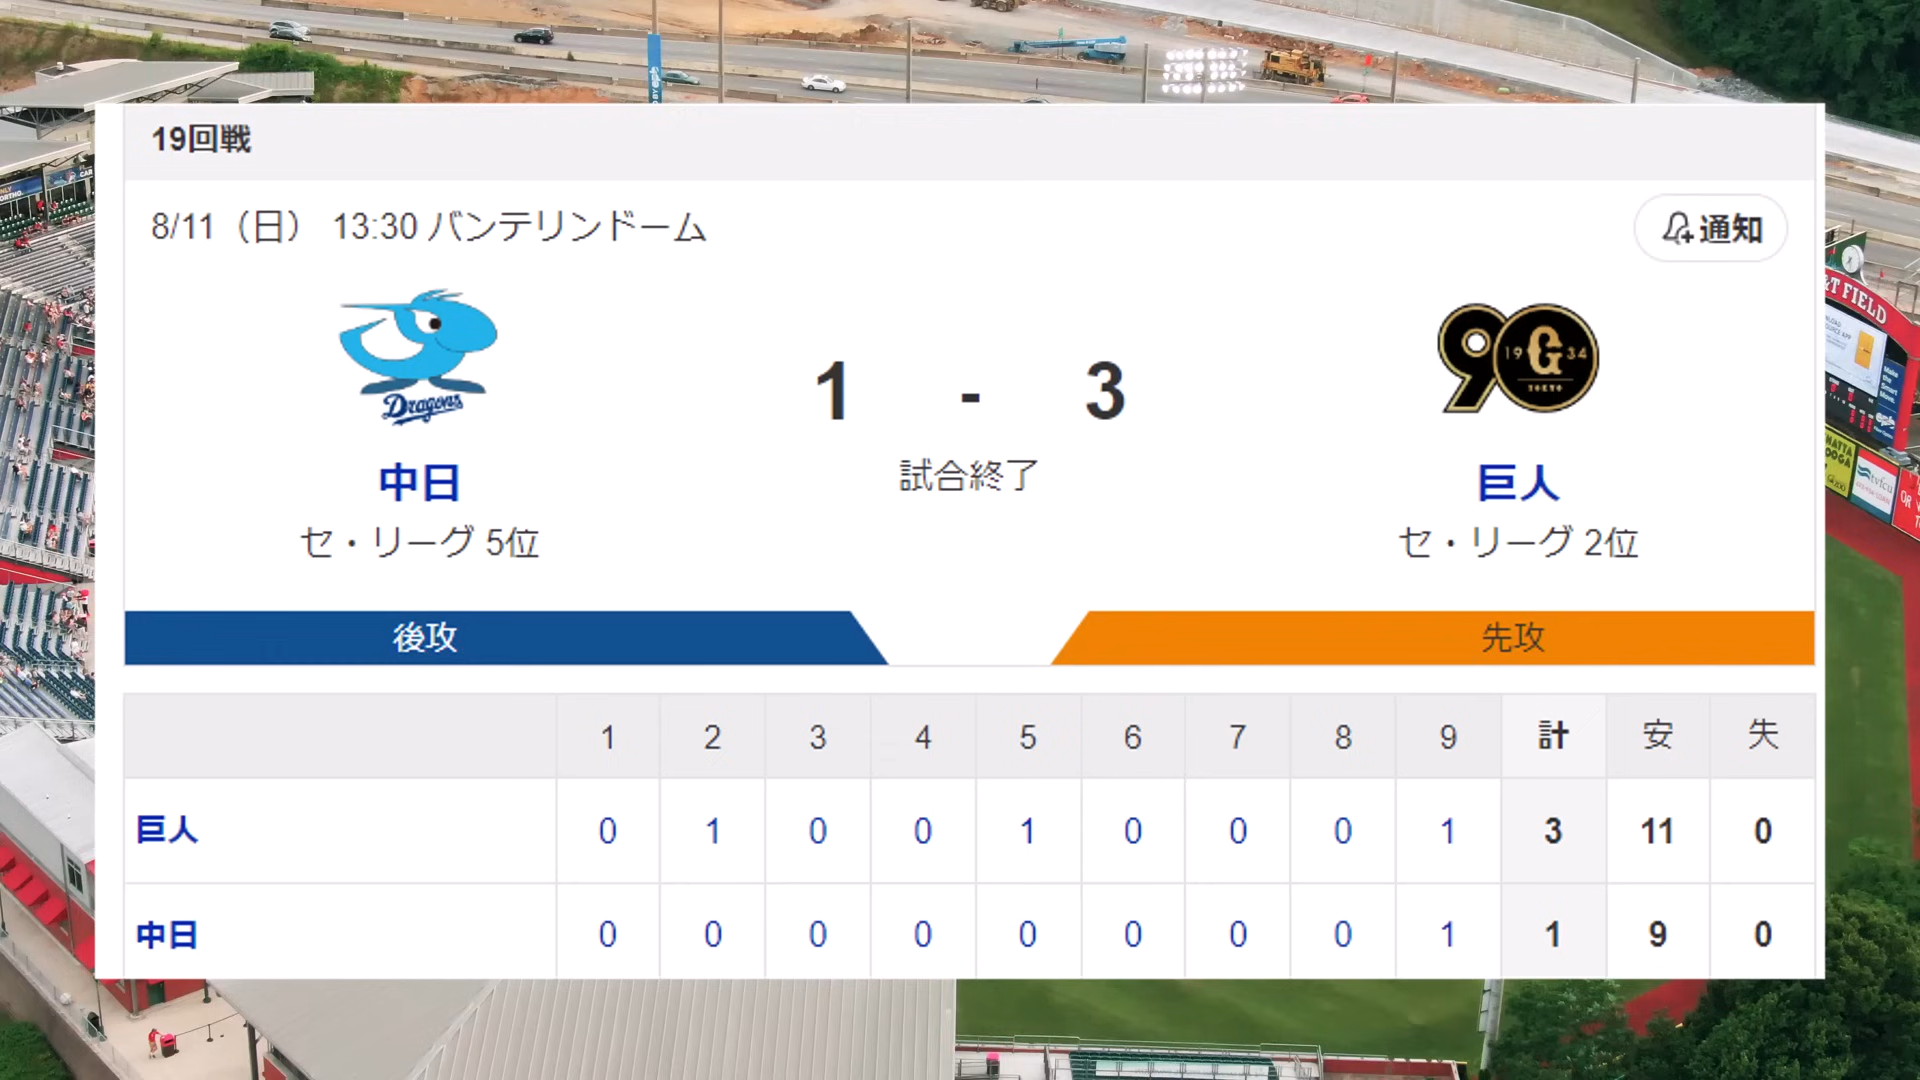 19回戦
8/11（日） 13:30 バンテリンドーム
通知
Dragons
90
19 G 34
TOKYO
1 - 3
試合終了
中日
巨人
セ・リーグ 5位
セ・リーグ 2位
後攻
先攻
1 2 3 4 5 6 7 8 9 計 安 失
巨人 0 1 0 0 1 0 0 0 1 3 11 0
中日 0 0 0 0 0 0 0 0 1 1 9 0
T FIELD
epb